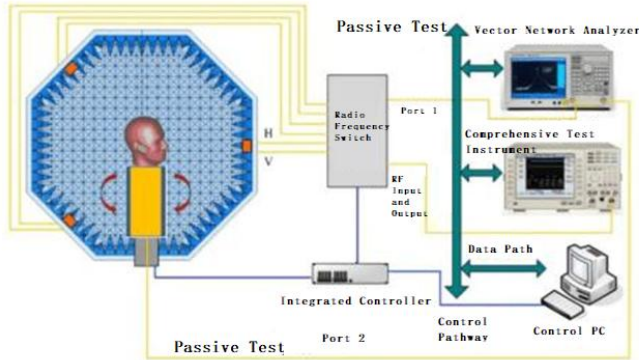 Passive Test
Vector Network Analyzer
Radio
Frequency
Switch
Port 1
H
V
Comprehensive Test
Instrument
RF
Input
and
Output
Data Path
Integrated Controller
Control
Pathway
Control PC
Port 2
Passive Test